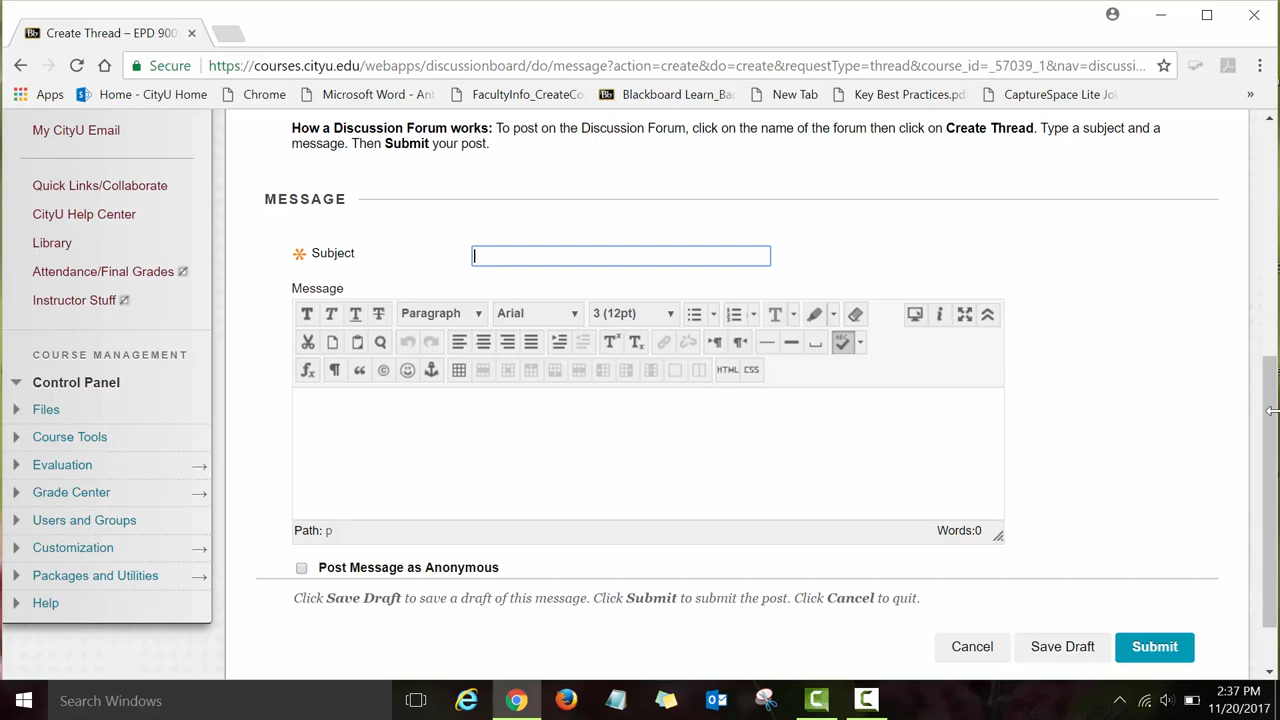 Create Thread – EPD 900
Secure
https://courses.cityu.edu/webapps/discussionboard/do/message?action=create&do=create&requestType=thread&course_id=_57039_1&nav=discussi...
Apps
Home - CityU Home
Chrome
Microsoft Word - Ant
FacultyInfo_CreateCo
Blackboard Learn_Ba
New Tab
Key Best Practices.pd
CaptureSpace Lite Jo
»
My CityU Email
Quick Links/Collaborate
CityU Help Center
Library
Attendance/Final Grades
Instructor Stuff
COURSE MANAGEMENT
Control Panel
Files
Course Tools
Evaluation
Grade Center
Users and Groups
Customization
Packages and Utilities
Help
How a Discussion Forum works: To post on the Discussion Forum, click on the name of the forum then click on Create Thread. Type a subject and a
message. Then Submit your post.
MESSAGE
Subject
Message
T T T T Paragraph Arial 3 (12pt) T
ABC
HTML CSS
Path: p
Words:0
Post Message as Anonymous
Click Save Draft to save a draft of this message. Click Submit to submit the post. Click Cancel to quit.
Cancel
Save Draft
Submit
Search Windows
2:37 PM
11/20/2017